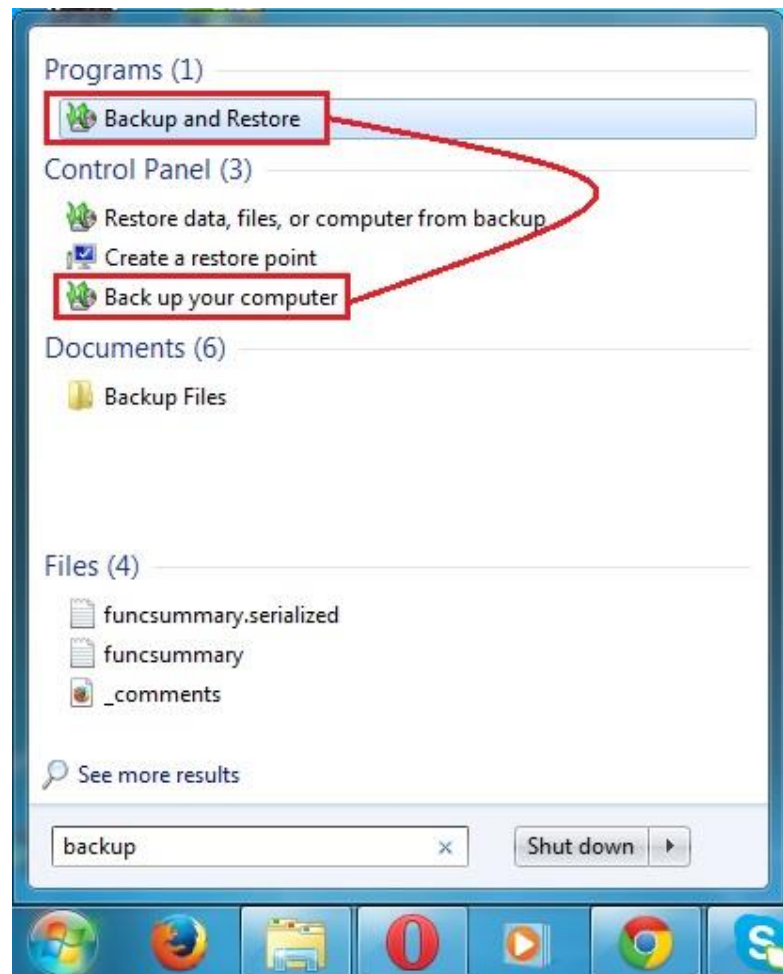 Programs (1)
Backup and Restore
Control Panel (3)
Restore data, files, or computer from backup
Create a restore point
Back up your computer
Documents (6)
Backup Files
Files (4)
funcsummary.serialized
funcsummary
_comments
See more results
backup
Shut down